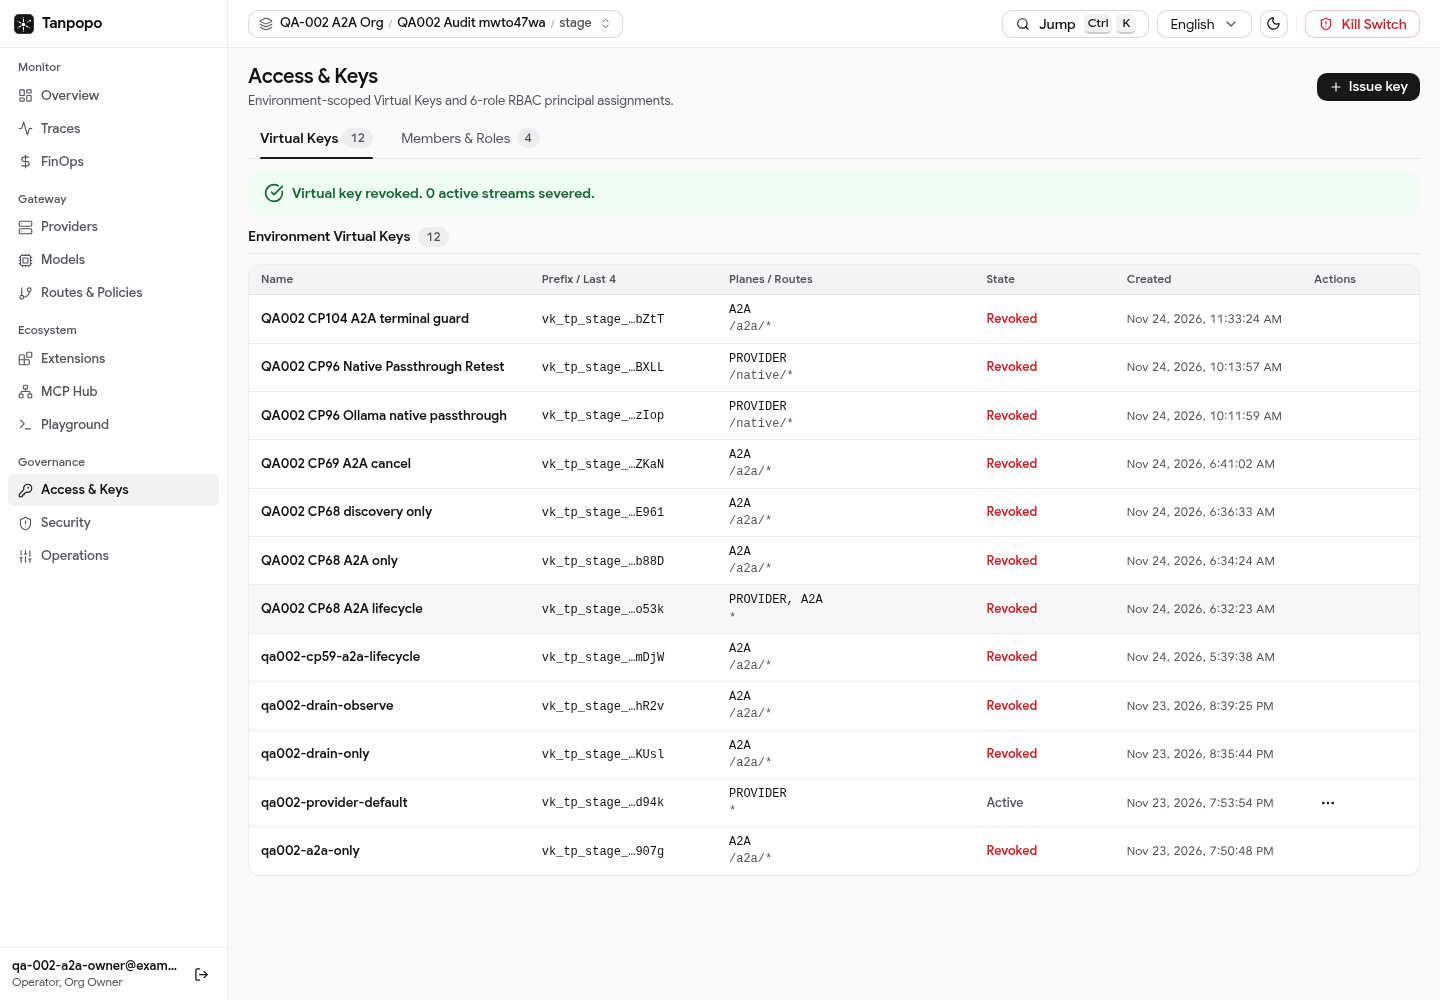 Tanpopo
QA-002 A2A Org / QA002 Audit mwto47wa / stage
Jump Ctrl K
English
Kill Switch
Monitor
Overview
Traces
FinOps
Gateway
Providers
Models
Routes & Policies
Ecosystem
Extensions
MCP Hub
Playground
Governance
Access & Keys
Security
Operations
qa-002-a2a-owner@exam...
Operator, Org Owner
Access & Keys
Environment-scoped Virtual Keys and 6-role RBAC principal assignments.
Issue key
Virtual Keys 12
Members & Roles 4
Virtual key revoked. 0 active streams severed.
Environment Virtual Keys 12
Name Prefix / Last 4 Planes / Routes State Created Actions
QA002 CP104 A2A terminal guard vk_tp_stage_…bZtT A2A Revoked Nov 24, 2026, 11:33:24 AM
/a2a/*
QA002 CP96 Native Passthrough Retest vk_tp_stage_…BXLL PROVIDER Revoked Nov 24, 2026, 10:13:57 AM
/native/*
QA002 CP96 Ollama native passthrough vk_tp_stage_…zIop PROVIDER Revoked Nov 24, 2026, 10:11:59 AM
/native/*
QA002 CP69 A2A cancel vk_tp_stage_…ZKaN A2A Revoked Nov 24, 2026, 6:41:02 AM
/a2a/*
QA002 CP68 discovery only vk_tp_stage_…E961 A2A Revoked Nov 24, 2026, 6:36:33 AM
/a2a/*
QA002 CP68 A2A only vk_tp_stage_…b88D A2A Revoked Nov 24, 2026, 6:34:24 AM
/a2a/*
QA002 CP68 A2A lifecycle vk_tp_stage_…o53k PROVIDER, A2A Revoked Nov 24, 2026, 6:32:23 AM
*
qa002-cp59-a2a-lifecycle vk_tp_stage_…mDjW A2A Revoked Nov 24, 2026, 5:39:38 AM
/a2a/*
qa002-drain-observe vk_tp_stage_…hR2v A2A Revoked Nov 23, 2026, 8:39:25 PM
/a2a/*
qa002-drain-only vk_tp_stage_…KUsl A2A Revoked Nov 23, 2026, 8:35:44 PM
/a2a/*
qa002-provider-default vk_tp_stage_…d94k PROVIDER Active Nov 23, 2026, 7:53:54 PM
*
qa002-a2a-only vk_tp_stage_…907g A2A Revoked Nov 23, 2026, 7:50:48 PM
/a2a/*